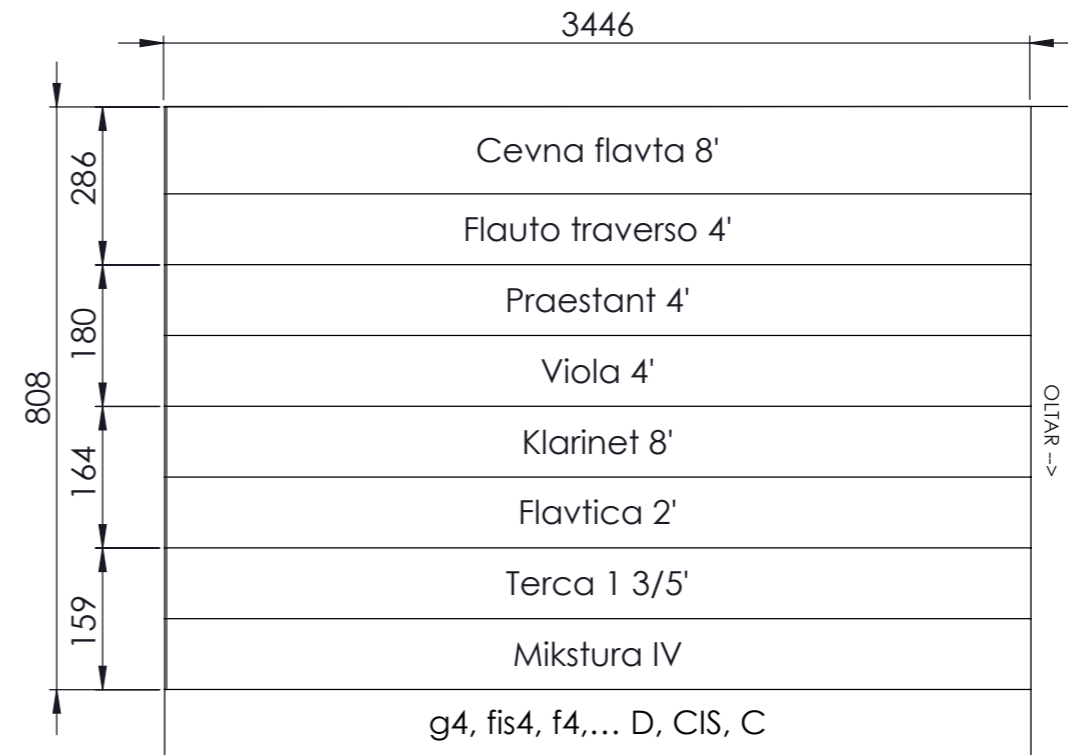 3446
286
Cevna flavta 8'
Flauto traverso 4'
180
Praestant 4'
Viola 4'
808
164
Klarinet 8'
OLTAR -->
Flavtica 2'
159
Terca 1 3/5'
Mikstura IV
g4, fis4, f4,... D, CIS, C